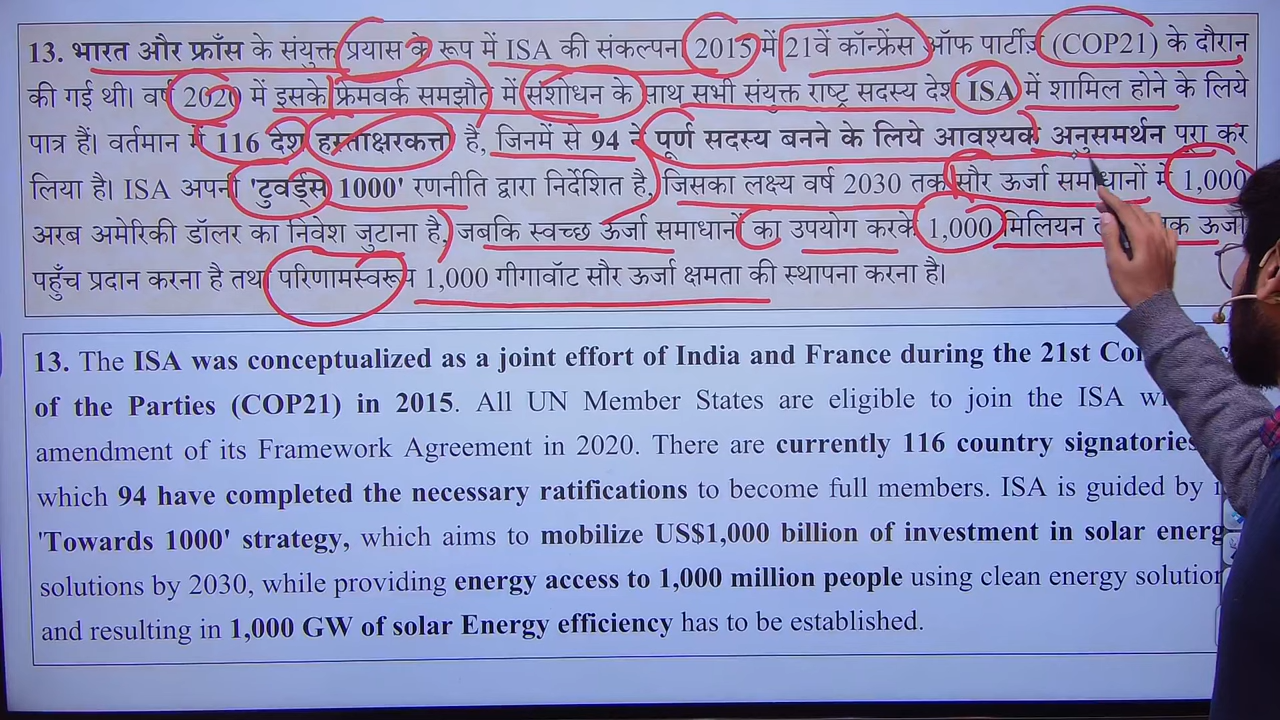 13. भारत और फ्राँस के संयुक्त प्रयास के रूप में ISA की संकल्पना 2015 में 21वें कॉन्फ्रेंस ऑफ पार्टीज़ (COP21) के दौरान
की गई थी। वर्ष 2020 में इसके फ्रेमवर्क समझौते में संशोधन के साथ सभी संयुक्त राष्ट्र सदस्य देश ISA में शामिल होने के लिये
पात्र हैं। वर्तमान में 116 देश हस्ताक्षरकर्त्ता है, जिनमें से 94 ने पूर्ण सदस्य बनने के लिये आवश्यक अनुसमर्थन पूरा कर
लिया है। ISA अपनी 'टुवर्ड्स 1000' रणनीति द्वारा निर्देशित है, जिसका लक्ष्य वर्ष 2030 तक सौर ऊर्जा समाधानों में 1,000
अरब अमेरिकी डॉलर का निवेश जुटाना है, जबकि स्वच्छ ऊर्जा समाधानों का उपयोग करके 1,000 मिलियन ऊर्जा
पहुँच प्रदान करना है तथा परिणामस्वरूप 1,000 गीगावॉट सौर ऊर्जा क्षमता की स्थापना करना है।
13. The ISA was conceptualized as a joint effort of India and France during the 21st
of the Parties (COP21) in 2015. All UN Member States are eligible to join the ISA
amendment of its Framework Agreement in 2020. There are currently 116 country signatories
which 94 have completed the necessary ratifications to become full members. ISA is guided by
'Towards 1000' strategy, which aims to mobilize US$1,000 billion of investment in solar energ
solutions by 2030, while providing energy access to 1,000 million people using clean energy solution
and resulting in 1,000 GW of solar Energy efficiency has to be established.